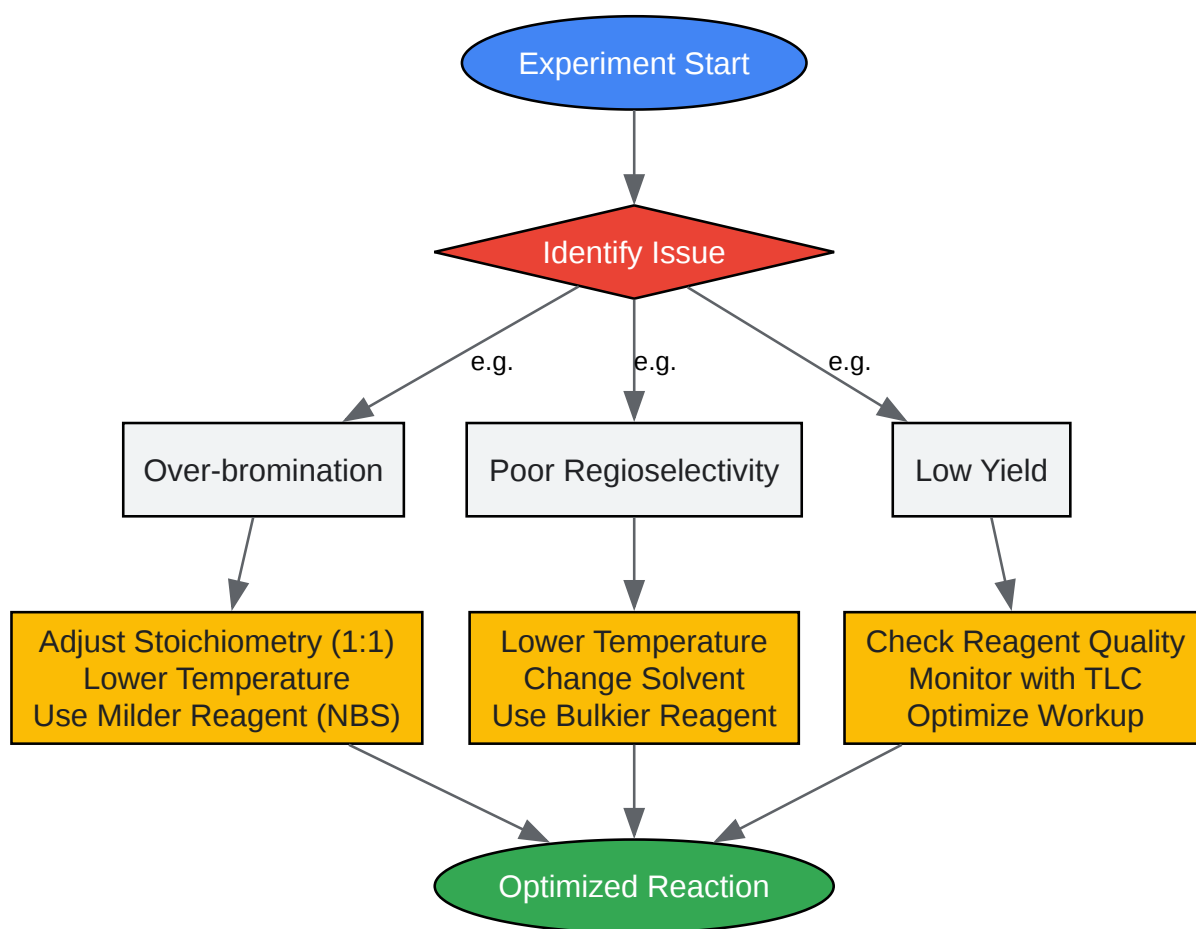 Experiment Start
Identify Issue
e.g.
e.g.
e.g.
Over-bromination
Poor Regioselectivity
Low Yield
Adjust Stoichiometry (1:1)
Lower Temperature
Use Milder Reagent (NBS)
Lower Temperature
Change Solvent
Use Bulkier Reagent
Check Reagent Quality
Monitor with TLC
Optimize Workup
Optimized Reaction